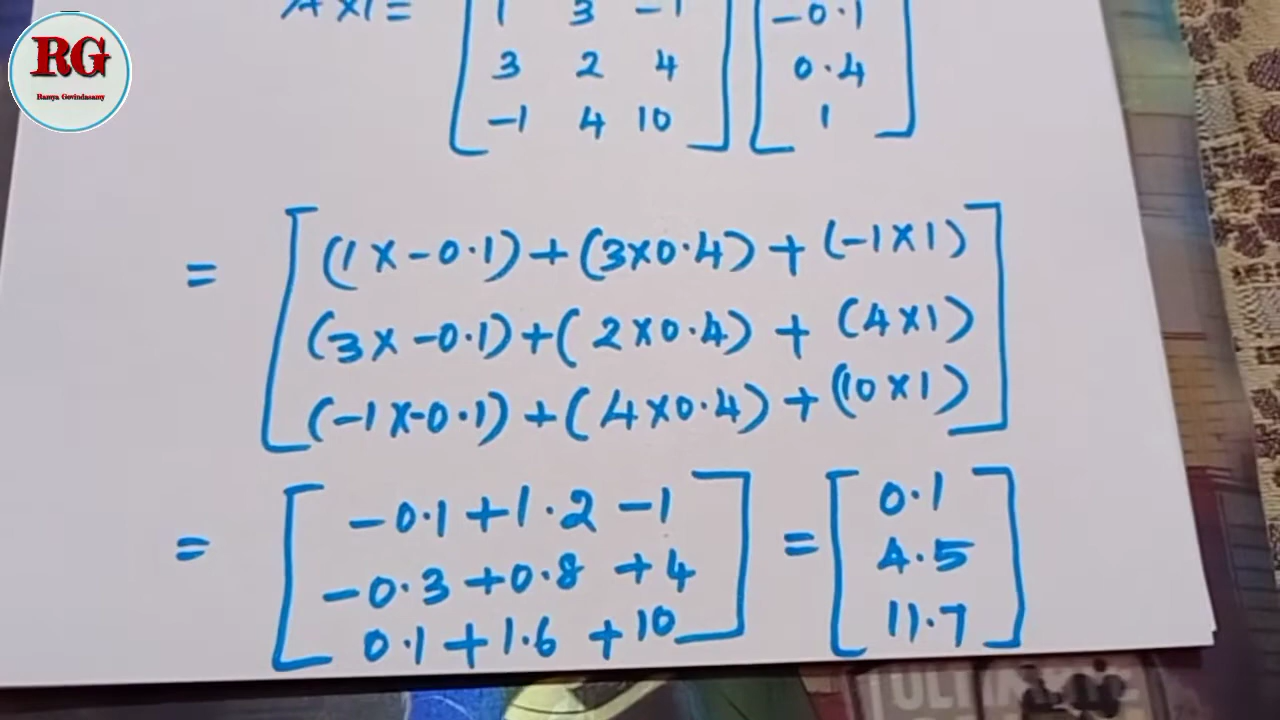 RG
Ramya Govindasamy
AX1 = [1 3 -1] [-0.1]
3 2 4 0.4
-1 4 10 1
= [(1×-0.1)+(3×0.4)+(-1×1)]
(3×-0.1)+(2×0.4)+(4×1)
(-1×-0.1)+(4×0.4)+(10×1)
= [-0.1+1.2-1] = [0.1]
-0.3+0.8+4 4.5
0.1+1.6+10 11.7